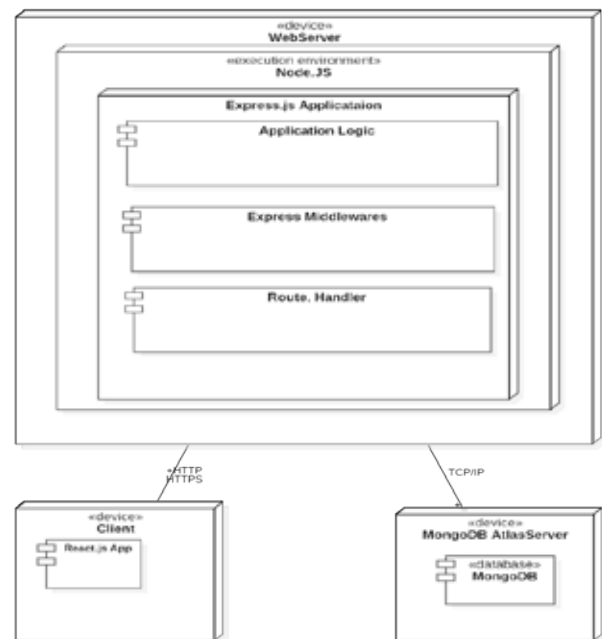 «device»
WebServer
«execution environment»
Node.JS
Express.js Applicataion
Application Logic
Express Middlewares
Route. Handler
*HTTP
HTTPS
TCP/IP
«device»
Client
React.js App
«device»
MongoDB AtlasServer
«database»
MongoDB